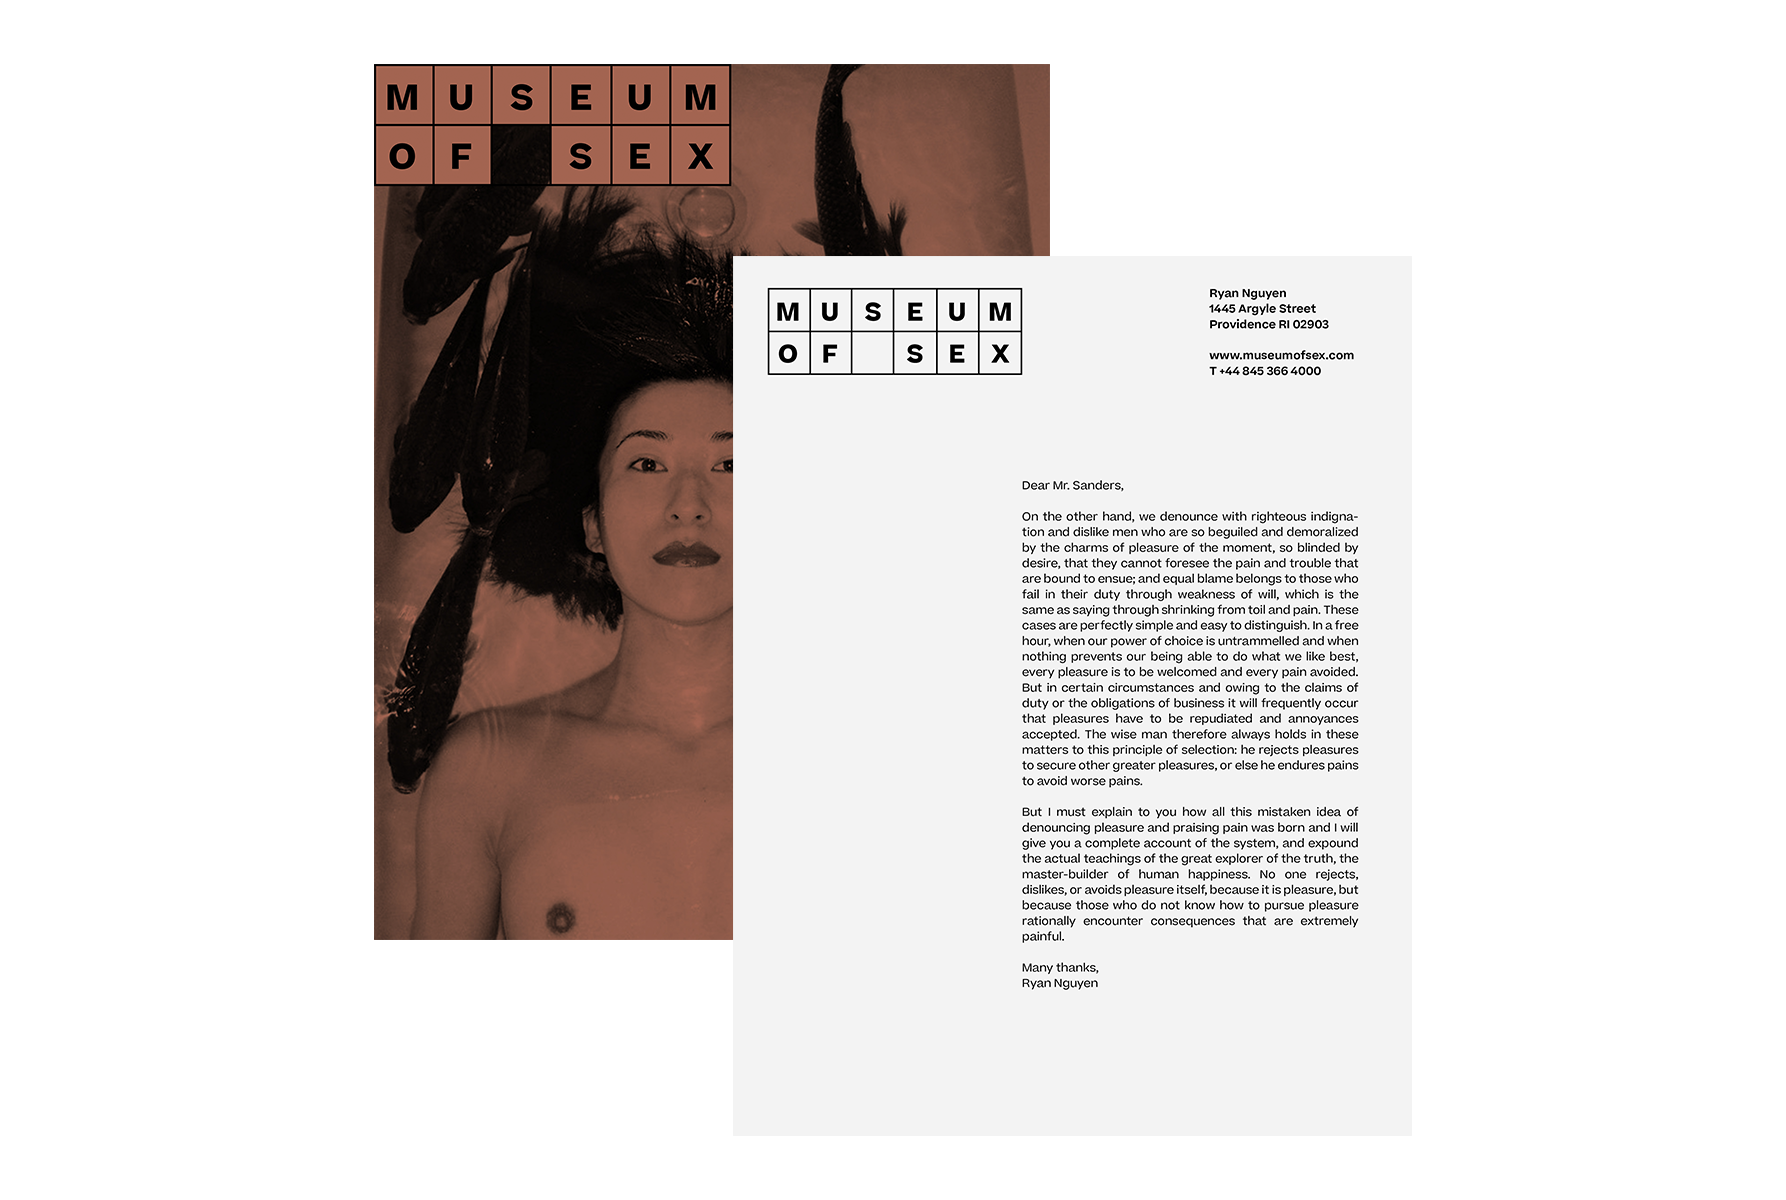 MUSEUM
OF SEX
MUSEUM
OF SEX
Ryan Nguyen
1445 Argyle Street
Providence RI 02903
www.museumofsex.com
T +44 845 366 4000
Dear Mr. Sanders,
On the other hand, we denounce with righteous indigna-
tion and dislike men who are so beguiled and demoralized
by the charms of pleasure of the moment, so blinded by
desire, that they cannot foresee the pain and trouble that
are bound to ensue; and equal blame belongs to those who
fail in their duty through weakness of will, which is the
same as saying through shrinking from toil and pain. These
cases are perfectly simple and easy to distinguish. In a free
hour, when our power of choice is untrammelled and when
nothing prevents our being able to do what we like best,
every pleasure is to be welcomed and every pain avoided.
But in certain circumstances and owing to the claims of
duty or the obligations of business it will frequently occur
that pleasures have to be repudiated and annoyances
accepted. The wise man therefore always holds in these
matters to this principle of selection: he rejects pleasures
to secure other greater pleasures, or else he endures pains
to avoid worse pains.
But I must explain to you how all this mistaken idea of
denouncing pleasure and praising pain was born and I will
give you a complete account of the system, and expound
the actual teachings of the great explorer of the truth, the
master-builder of human happiness. No one rejects,
dislikes, or avoids pleasure itself, because it is pleasure, but
because those who do not know how to pursue pleasure
rationally encounter consequences that are extremely
painful.
Many thanks,
Ryan Nguyen